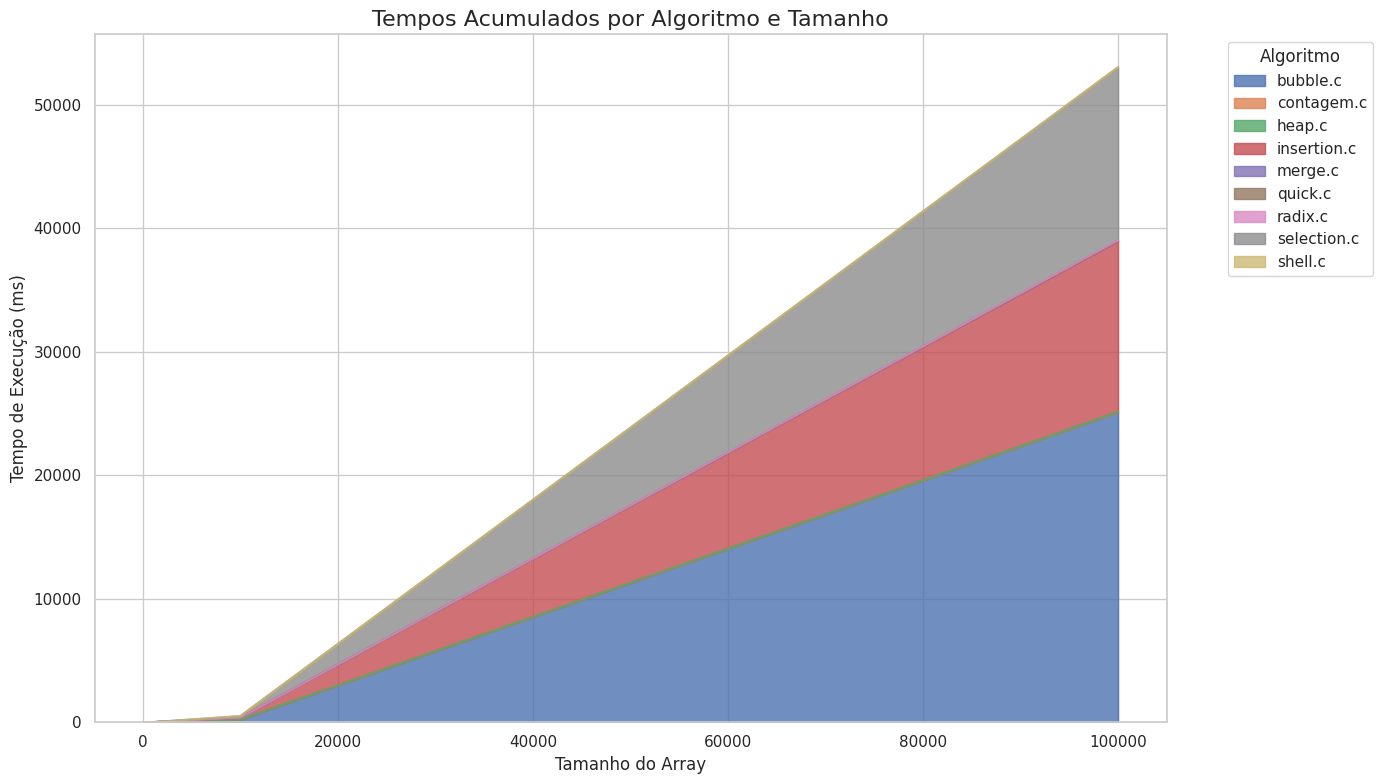 Tempos Acumulados por Algoritmo e Tamanho
Tempo de Execução (ms)
50000
40000
30000
20000
10000
0
0 20000 40000 60000 80000 100000
Tamanho do Array
Algoritmo
bubble.c
contagem.c
heap.c
insertion.c
merge.c
quick.c
radix.c
selection.c
shell.c